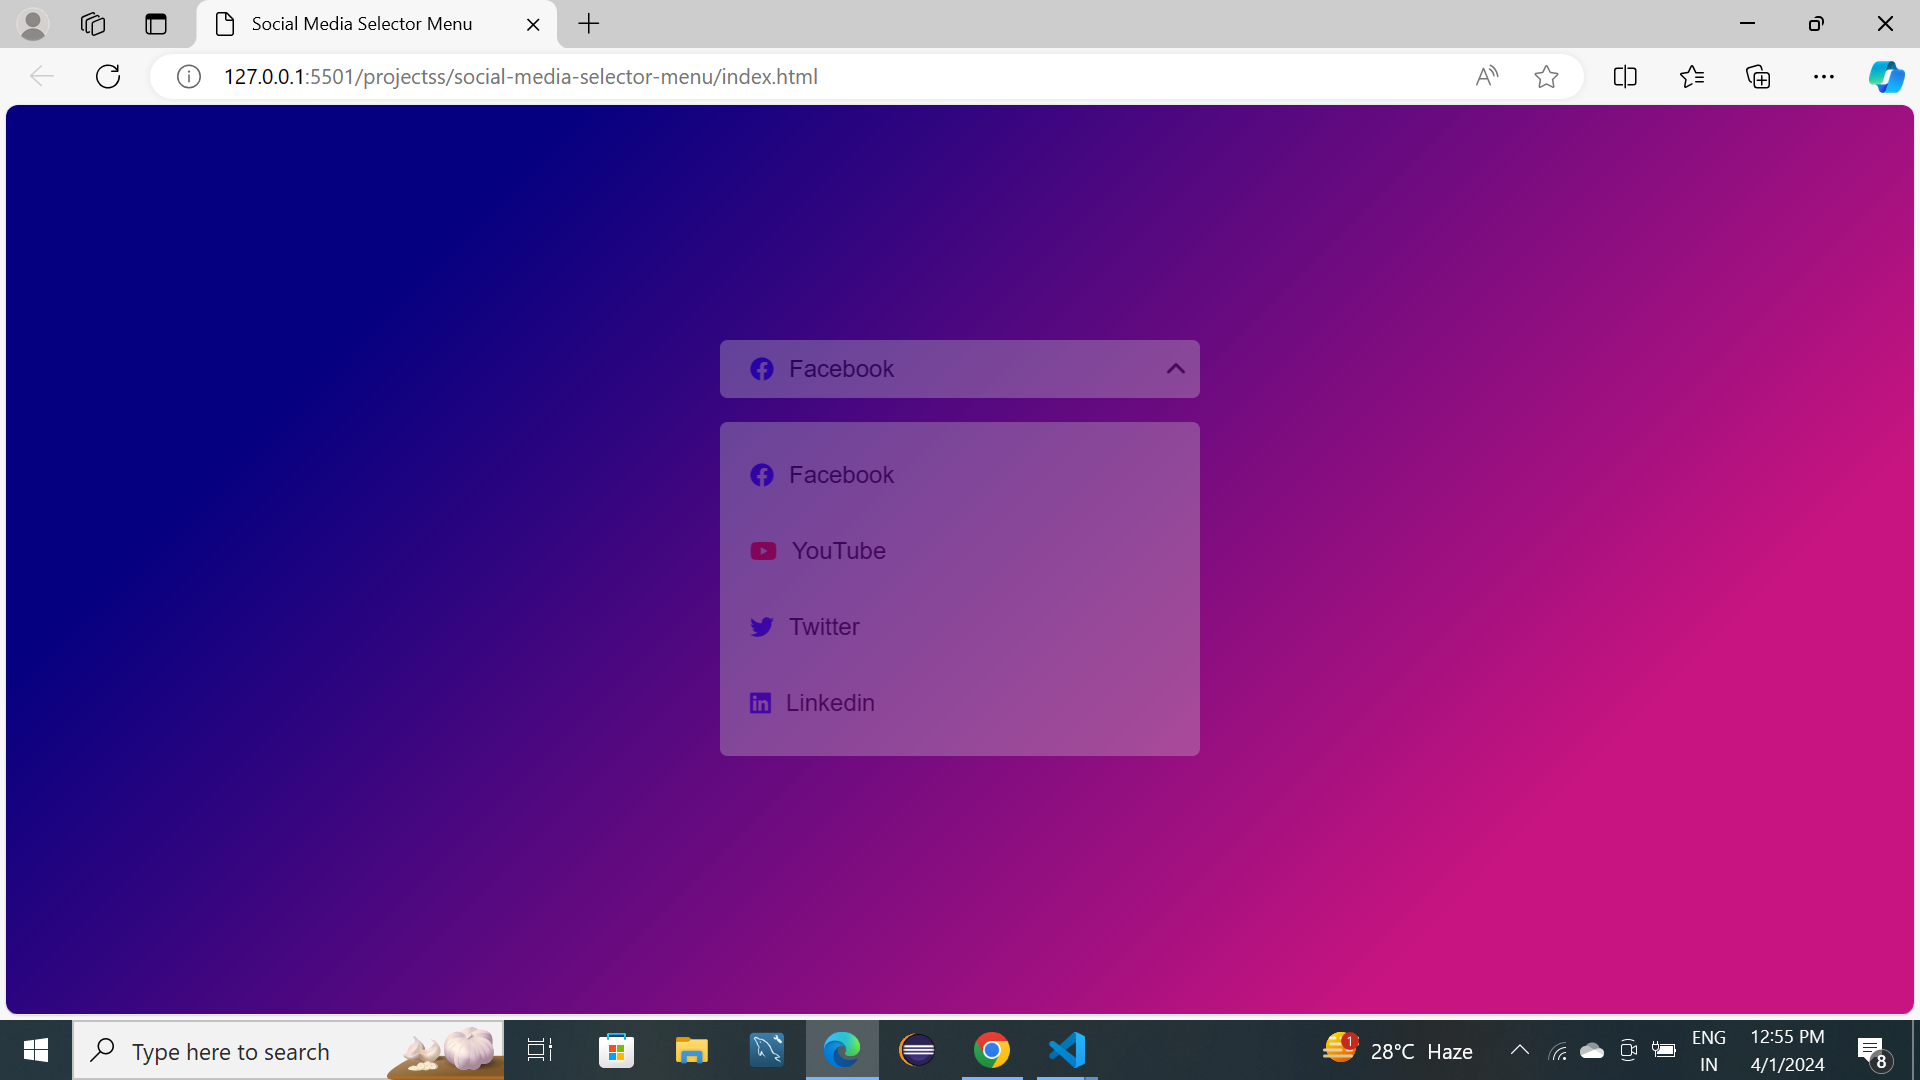 Social Media Selector Menu
127.0.0.1:5501/projectss/social-media-selector-menu/index.html
Facebook
Facebook
YouTube
Twitter
Linkedin
Type here to search
1
28°C Haze
ENG
IN
12:55 PM
4/1/2024
8